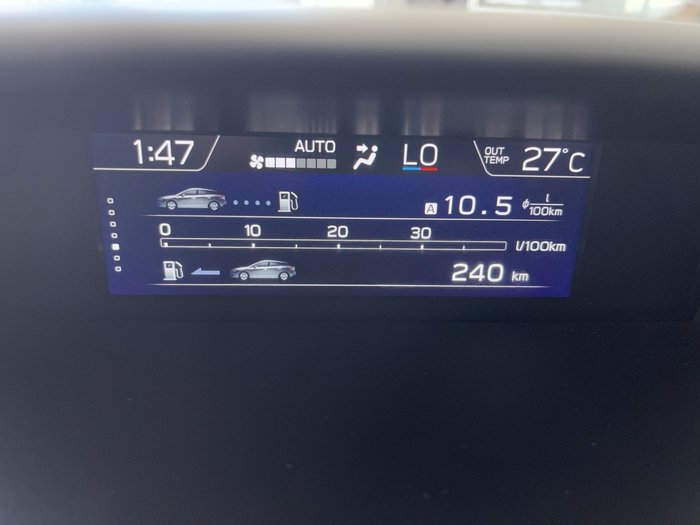 1:47 AUTO LO OUT TEMP 27°C
A 10.5 ϕ l/100km
0 10 20 30
l/100km
240 km